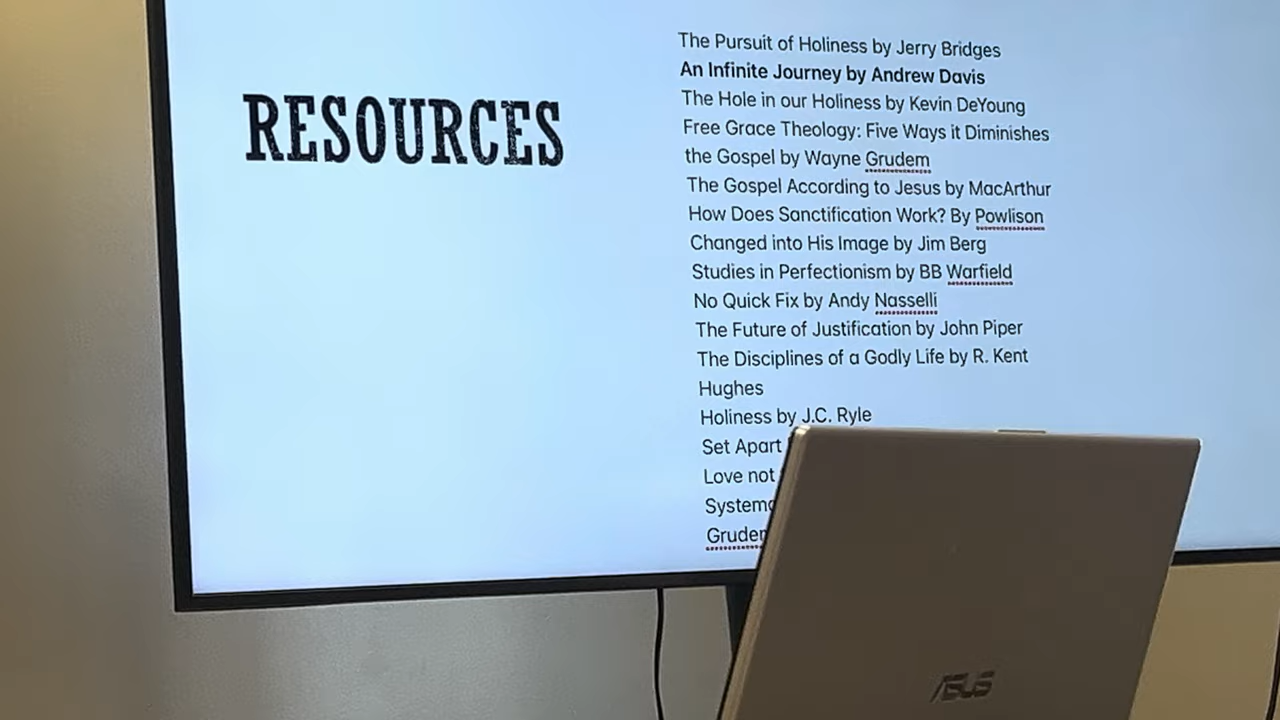 RESOURCES
The Pursuit of Holiness by Jerry Bridges
An Infinite Journey by Andrew Davis
The Hole in our Holiness by Kevin DeYoung
Free Grace Theology: Five Ways it Diminishes
the Gospel by Wayne Grudem
The Gospel According to Jesus by MacArthur
How Does Sanctification Work? By Powlison
Changed into His Image by Jim Berg
Studies in Perfectionism by BB Warfield
No Quick Fix by Andy Nasselli
The Future of Justification by John Piper
The Disciplines of a Godly Life by R. Kent
Hughes
Holiness by J.C. Ryle
Set Apart
Love not
ASUS